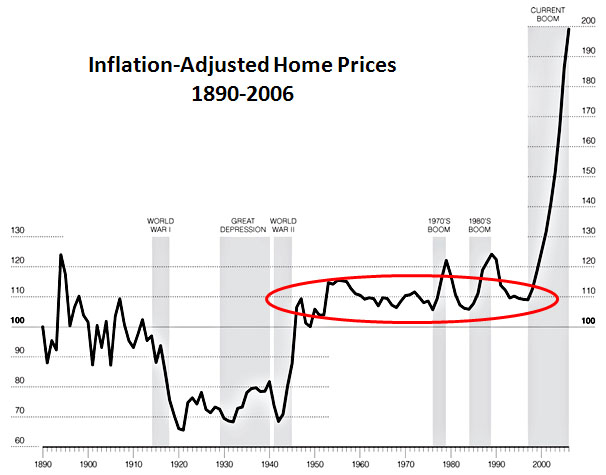 CURRENT
BOOM
200
Inflation-Adjusted Home Prices
1890-2006
190
180
170
160
150
140
WORLD
WAR I
GREAT
DEPRESSION
WORLD
WAR II
1970'S
BOOM
1980'S
BOOM
130
130
120
120
110
110
100
100
90
80
70
60
1890
1900
1910
1920
1930
1940
1950
1960
1970
1980
1990
2000